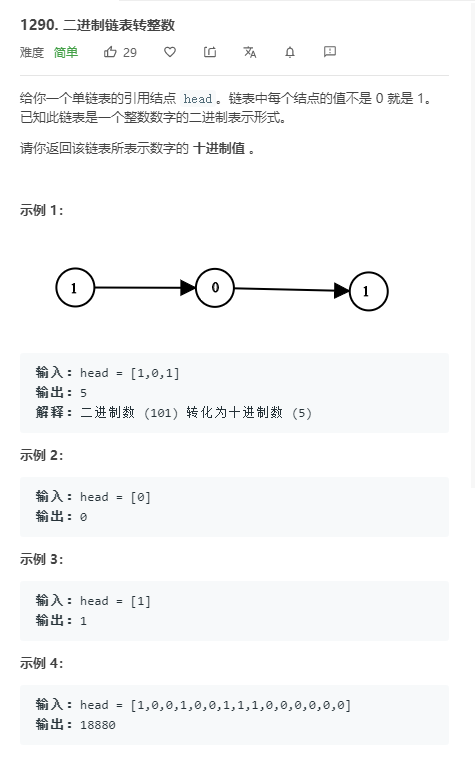 1290. 二进制链表转整数
难度 简单 29
给你一个单链表的引用结点 head 。链表中每个结点的值不是 0 就是 1。
已知此链表是一个整数数字的二进制表示形式。
请你返回该链表所表示数字的 十进制值 。
示例 1:
1 0 1
输入: head = [1,0,1]
输出: 5
解释: 二进制数 (101) 转化为十进制数 (5)
示例 2:
输入: head = [0]
输出: 0
示例 3:
输入: head = [1]
输出: 1
示例 4:
输入: head = [1,0,0,1,0,0,1,1,1,0,0,0,0,0,0]
输出: 18880